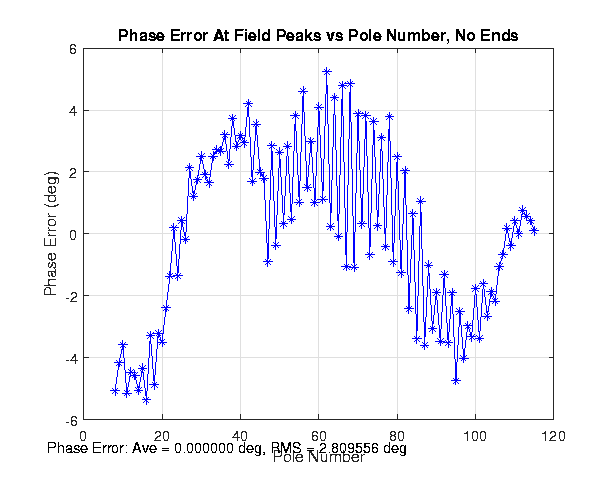 Phase Error At Field Peaks vs Pole Number, No Ends
Phase Error (deg)
6
4
2
0
-2
-4
-6
0 20 40 60 80 100 120
Pole Number
Phase Error: Ave = 0.000000 deg, RMS = 2.809556 deg